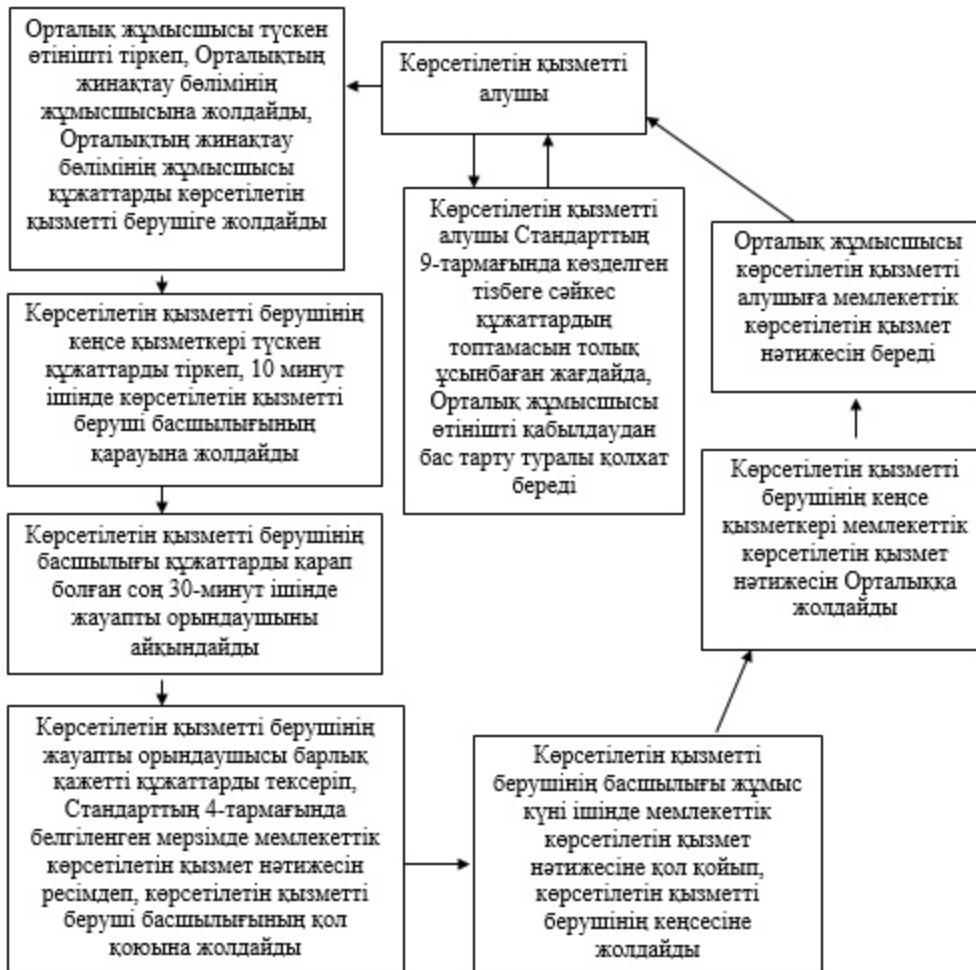 Орталық жұмысшысы түскен
өтінішті тіркеп, Орталықтың
жинақтау бөлімінің
жұмысшысына жолдайды,
Орталықтың жинақтау
бөлімінің жұмысшысы
құжаттарды көрсетілетін
қызметті берушіге жолдайды
Көрсетілетін қызметті
алушы
Көрсетілетін қызметті
алушы Стандарттың
9-тармағында көзделген
тізбеге сәйкес
құжаттардың
топтамасын толық
ұсынбаған жағдайда,
Орталық жұмысшысы
өтінішті қабылдаудан
бас тарту туралы қолхат
береді
Орталық жұмысшысы
көрсетілетін қызметті
алушыға мемлекеттік
көрсетілетін қызмет
нәтижесін береді
Көрсетілетін қызметті берушінің
кеңсе қызметкері түскен
құжаттарды тіркеп, 10 минут
ішінде көрсетілетін қызметті
беруші басшылығының
қарауына жолдайды
Көрсетілетін қызметті
берушінің кеңсе
қызметкері мемлекеттік
көрсетілетін қызмет
нәтижесін Орталыққа
жолдайды
Көрсетілетін қызметті берушінің
басшылығы құжаттарды қарап
болған соң 30-минут ішінде
жауапты орындаушыны
айқындайды
Көрсетілетін қызметті берушінің
жауапты орындаушысы барлық
қажетті құжаттарды тексеріп,
Стандарттың 4-тармағында
белгіленген мерзімде мемлекеттік
көрсетілетін қызмет нәтижесін
ресімдеп, көрсетілетін қызметті
беруші басшылығының қол
қоюына жолдайды
Көрсетілетін қызметті
берушінің басшылығы жұмыс
күні ішінде мемлекеттік
көрсетілетін қызмет
нәтижесіне қол қойып,
көрсетілетін қызметті
берушінің кеңсесіне
жолдайды